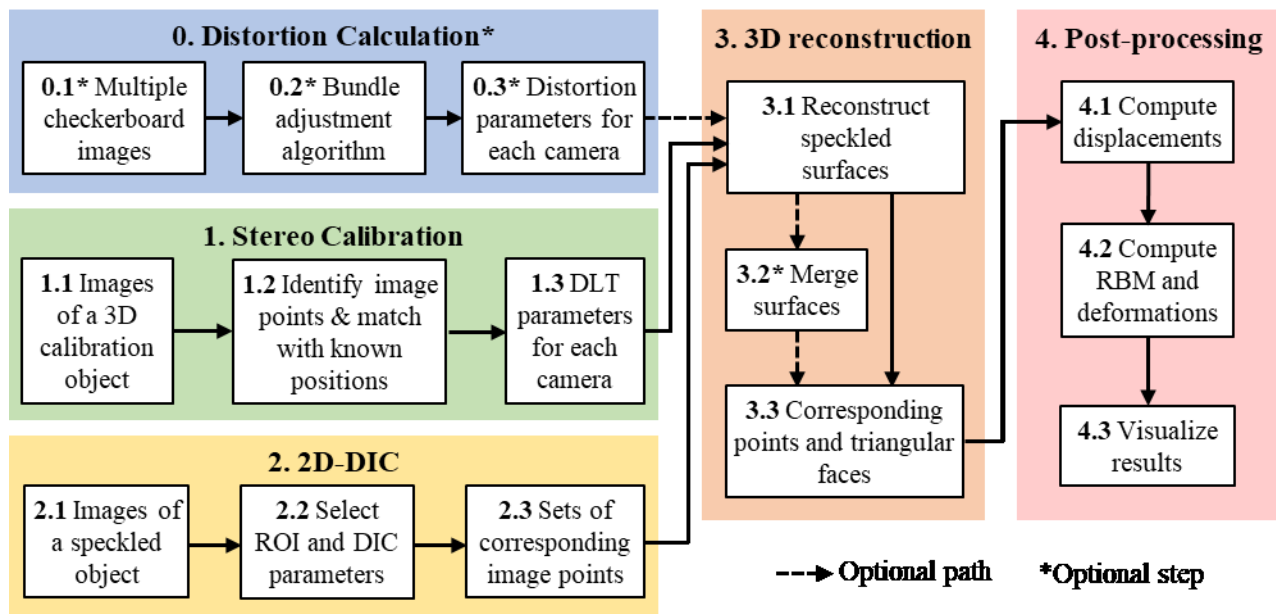 0. Distortion Calculation*
0.1* Multiple
checkerboard
images
0.2* Bundle
adjustment
algorithm
0.3* Distortion
parameters for
each camera
1. Stereo Calibration
1.1 Images
of a 3D
calibration
object
1.2 Identify image
points & match
with known
positions
1.3 DLT
parameters
for each
camera
2. 2D-DIC
2.1 Images of
a speckled
object
2.2 Select
ROI and DIC
parameters
2.3 Sets of
corresponding
image points
3. 3D reconstruction
3.1 Reconstruct
speckled
surfaces
3.2* Merge
surfaces
3.3 Corresponding
points and triangular
faces
4. Post-processing
4.1 Compute
displacements
4.2 Compute
RBM and
deformations
4.3 Visualize
results
Optional path
*Optional step